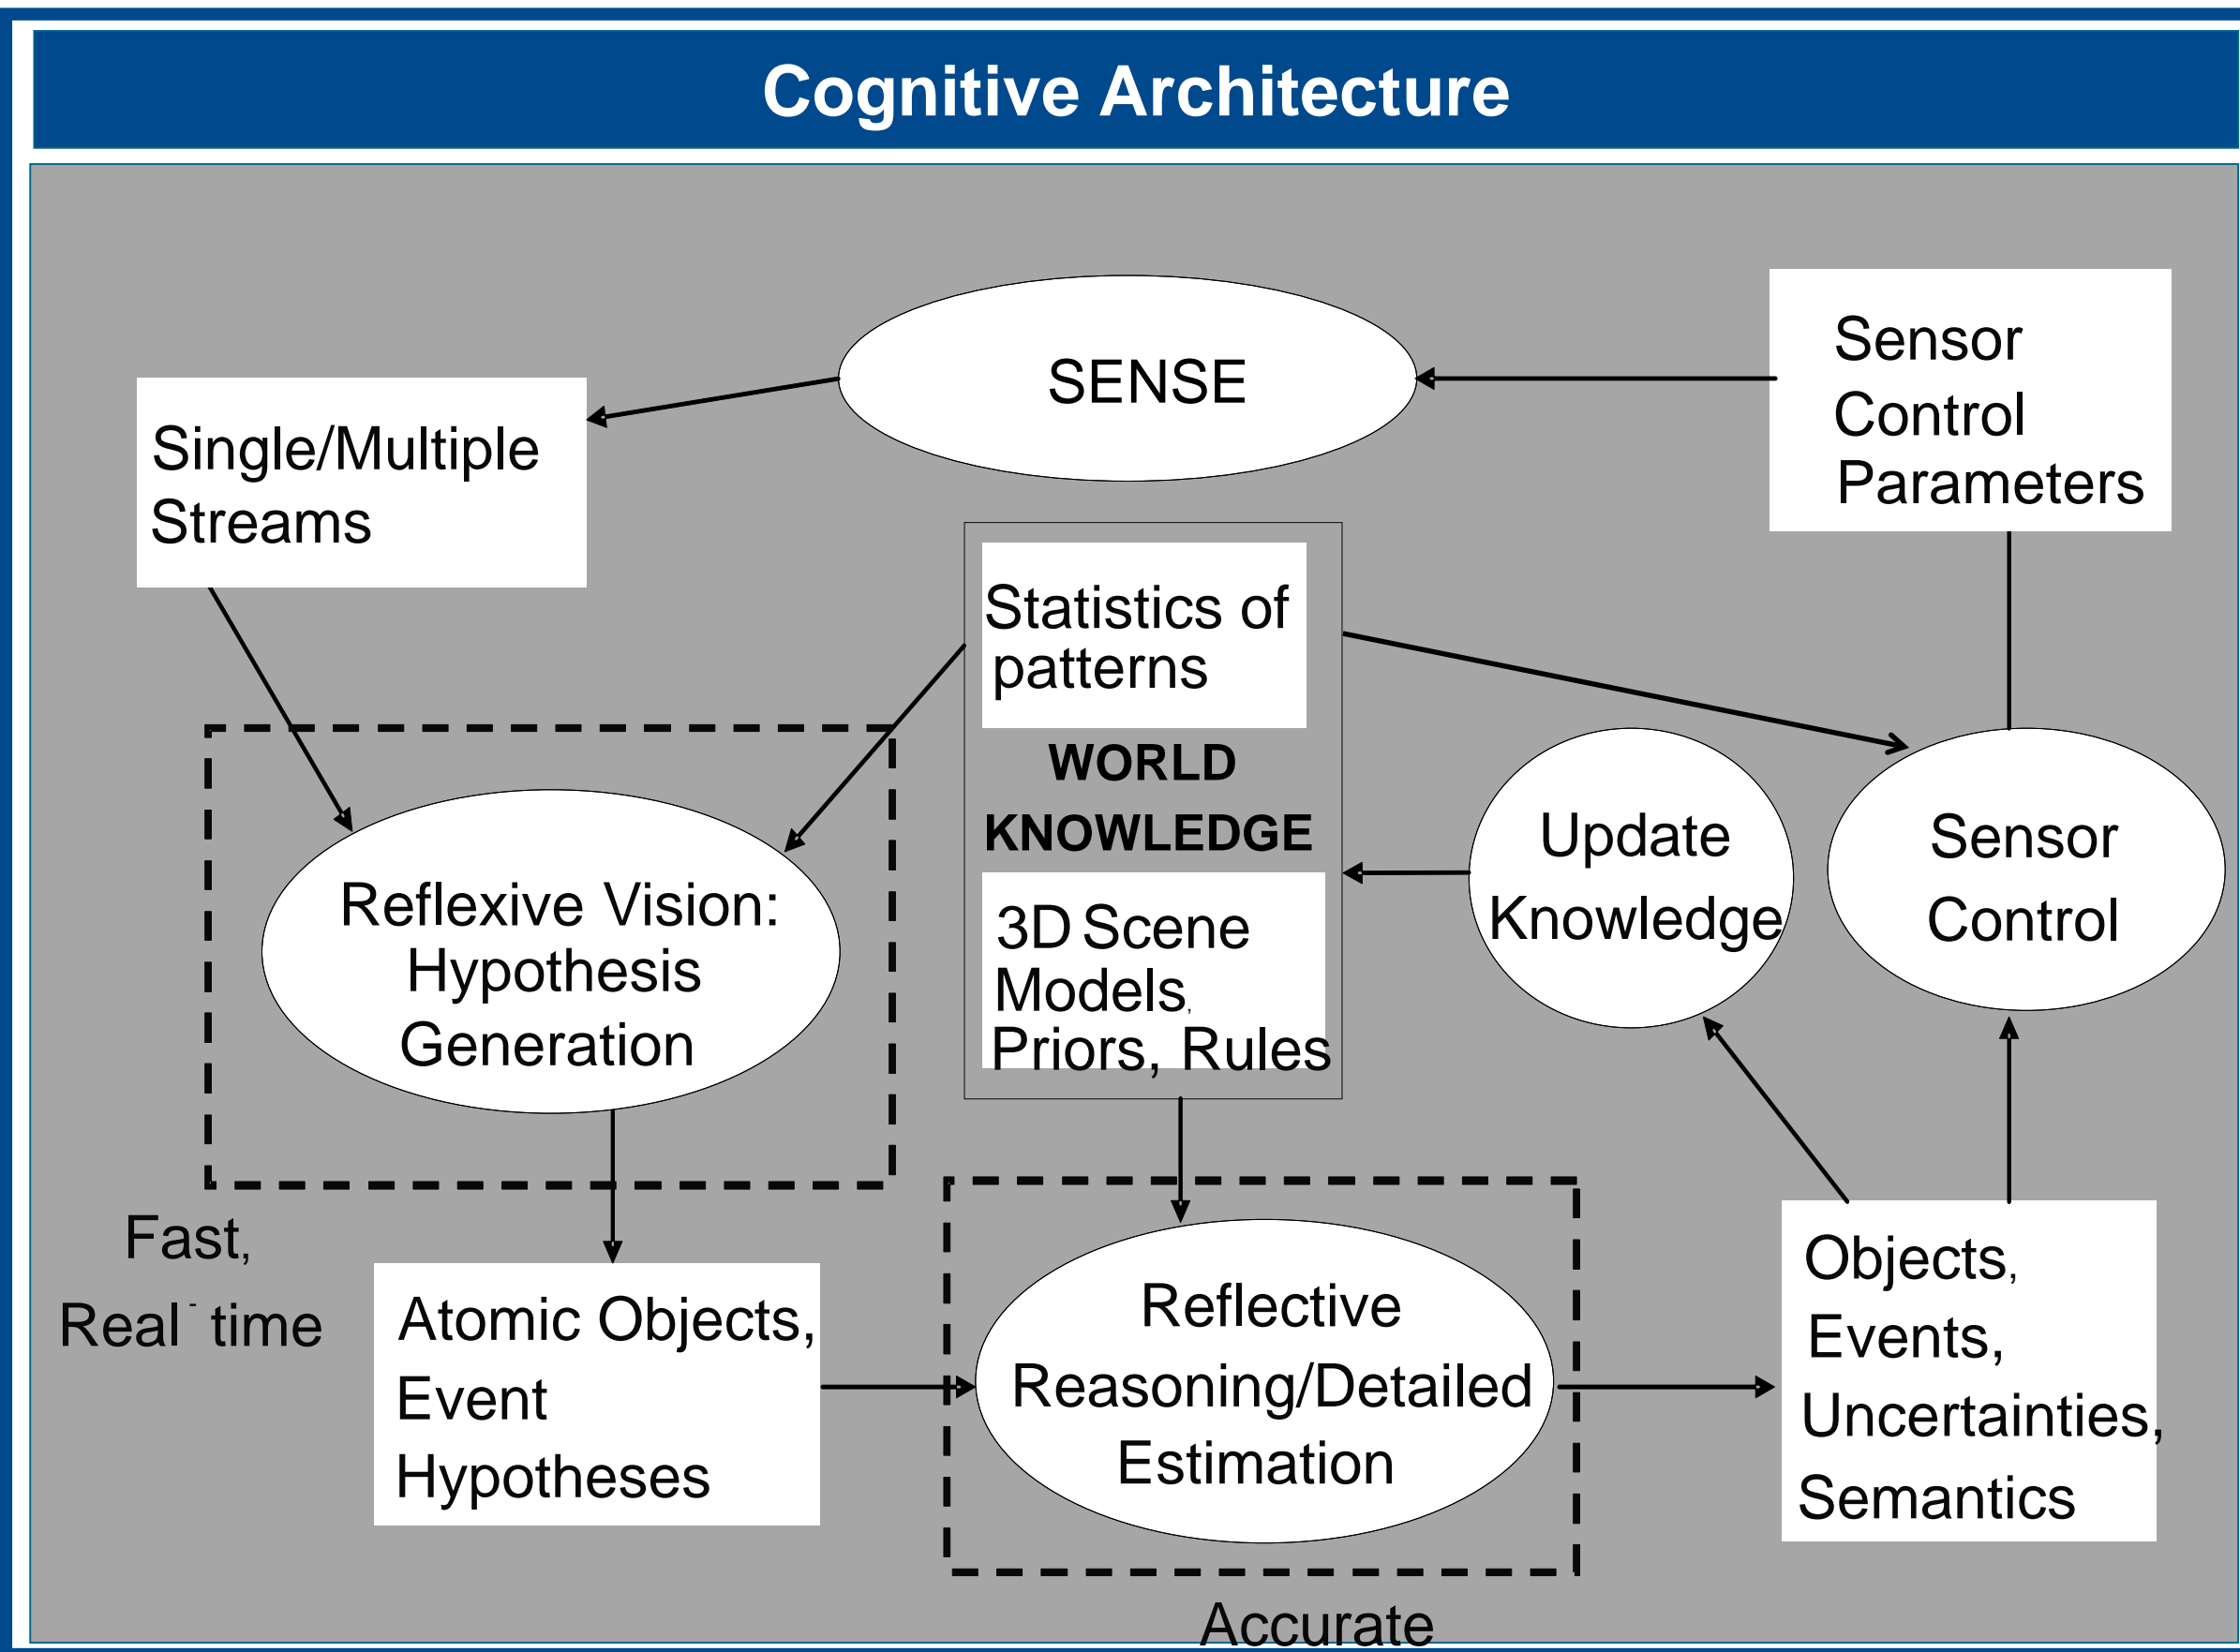 Cognitive Architecture
SENSE
Sensor
Control
Parameters
Single/Multiple
Streams
Statistics of
patterns
WORLD
KNOWLEDGE
3D Scene
Models,
Priors, Rules
Update
Knowledge
Sensor
Control
Reflexive Vision:
Hypothesis
Generation
Fast,
Real-time
Atomic Objects,
Event
Hypotheses
Reflective
Reasoning/Detailed
Estimation
Objects,
Events,
Uncertainties,
Semantics
Accurate